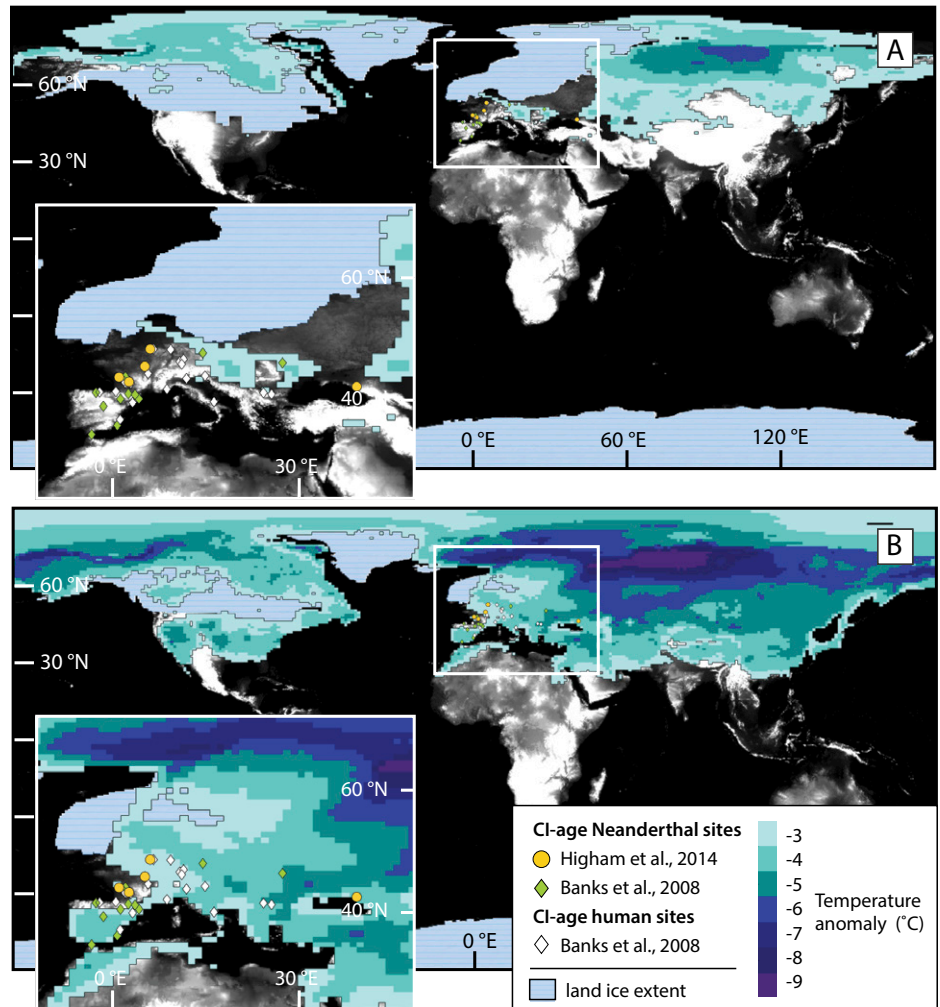 A
60 °N
30 °N
60°N
40
0 °E
30 °E
0 °E
60 °E
120 °E
B
60 °N
30 °N
60 °N
40 °N
0 °E
30 °E
0 °E
CI-age Neanderthal sites
Higham et al., 2014
Banks et al., 2008
CI-age human sites
Banks et al., 2008
land ice extent
-3
-4
-5
-6
-7
-8
-9
Temperature
anomaly (˚C)